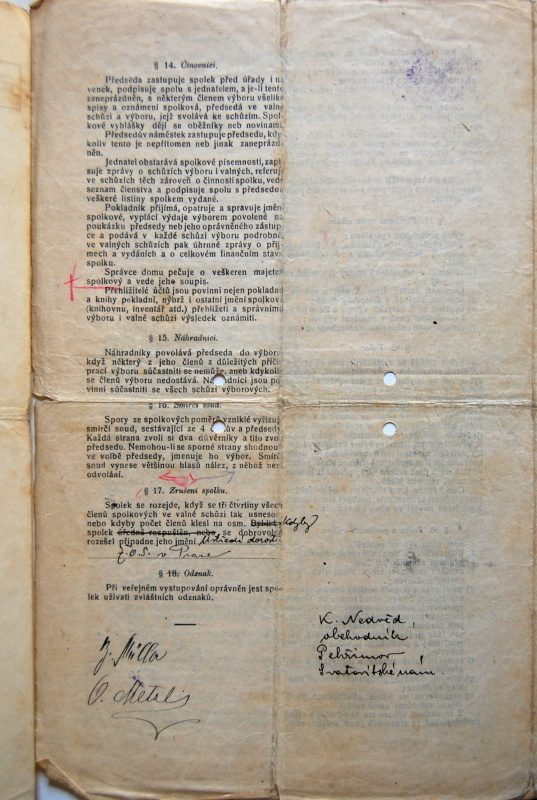 § 14. Činovníci.
Předseda zastupuje spolek před úřady i na
venek, podpisuje spolu s jednatelem, a je-li tento
zaneprázdněn, s některým členem výboru všeliké
spisy a oznámení spolková, předsedá ve valné
schůzi a výboru, jejž svolává ke schůzím. Spol-
kové vyhlášky dějí se oběžníky neb novinami.
Předsedův náměstek zastupuje předsedu, kdy-
koliv tento je nepřítomen neb jinak zaneprázd-
něn.
Jednatel obstarává spolkové písemnosti, zapi-
suje zprávy o schůzích výboru i valných, referuje
ve schůzích těch zároveň o činnosti spolku, vede
seznam členstva a podpisuje spolu s předsedou
veškeré listiny spolkem vydané.
Pokladník přijímá, opatruje a spravuje jmění
spolkové, vyplácí výdaje výborem povolené na
poukázku předsedy neb jeho oprávněného zástup-
ce a podává v každé schůzi výboru podrobné,
ve valných schůzích pak úhrnné zprávy o příj-
mech a vydáních a o celkovém finančním stavu
spolku.
Správce domu pečuje o veškeren majetek
spolkový a vede jeho soupis.
Přehlížitelé účtů jsou povinni nejen pokladnu
a knihy pokladní, nýbrž i ostatní jmění spolkové
(knihovnu, inventář atd.) přehlížeti a správnímu
výboru i valné schůzi výsledek oznámiti.
§ 15. Náhradníci.
Náhradníky povolává předseda do výboru
když některý z jeho členů z důležitých příčin
prací výboru súčastniti se nemůže, aneb kdykoliv
se členů výboru nedostává. Náhradníci jsou po-
vinni súčastniti se všech schůzí výborových.
§ 16. Smírčí soud.
Spory ze spolkových poměrů vzniklé vyřizuje
smírčí soud, sestávající ze 4 členův a předsedy.
Každá strana zvolí si dva důvěrníky a tito zvolí
předsedu. Nemohou-li se sporné strany shodnouti
ve volbě předsedy, jmenuje ho výbor. Smírčí
soud vynese většinou hlasů nález, z něhož není
odvolání.
§ 17. Zrušení spolku.
Spolek se rozejde, když se tři čtvrtiny všech
členů spolkových ve valné schůzi tak usnesou
nebo kdyby počet členů klesl na osm. Byl-li Kdyby
spolek úředně rozpuštěn, nebo se dobrovolně
rozešel připadne jeho jmění Ústřední dorost
Ž.O.S. v Praze
§ 18. Odznak.
Při veřejném vystupování oprávněn jest spo-
lek užívati zvláštních odznaků.
J. Müller
O. Metal
K. Nedvěd,
obchodník
Pelhřimov
Svatovítské nám.